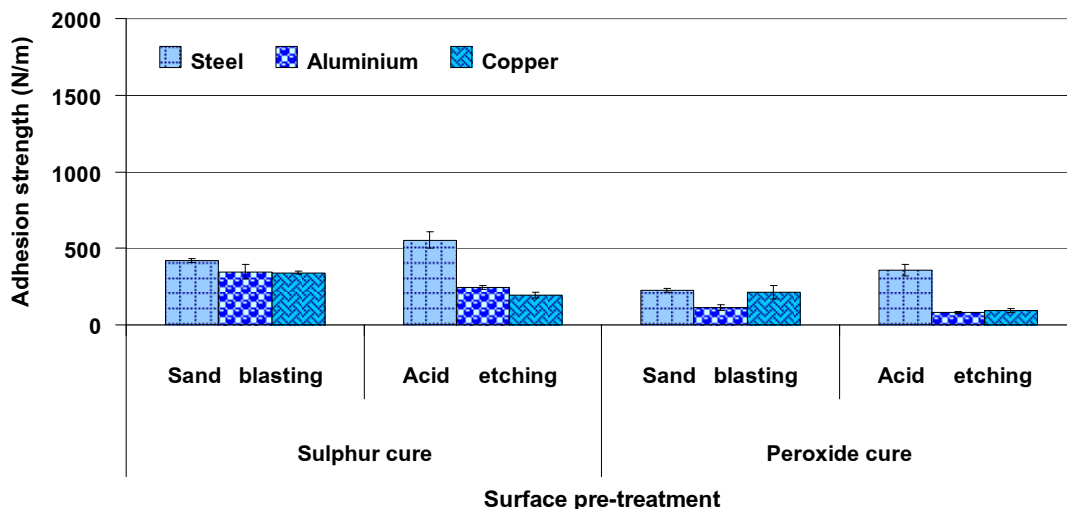 Adhesion strength (N/m)
2000
1500
1000
500
0
Steel Aluminium Copper
Sand blasting Acid etching Sand blasting Acid etching
Sulphur cure Peroxide cure
Surface pre-treatment